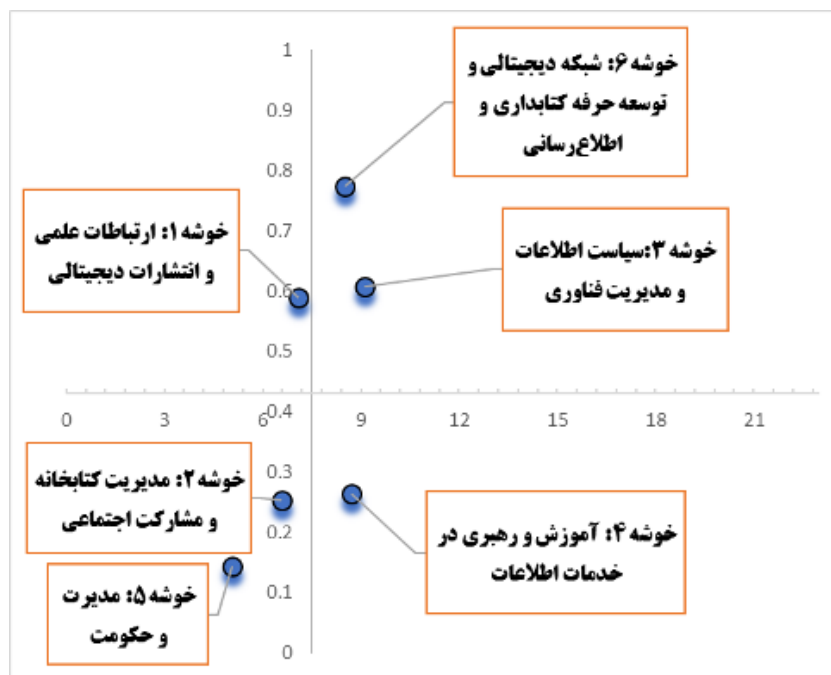 1
0.9
0.8
0.7
0.6
0.5
0.4
0.3
0.2
0.1
0
0 3 6 9 12 15 18 21
خوشه ۶: شبکه دیجیتالی و
توسعه حرفه کتابداری و
اطلاع‌رسانی
خوشه ۱: ارتباطات علمی
و انتشارات دیجیتالی
خوشه ۳:سیاست اطلاعات
و مدیریت فناوری
خوشه ۲: مدیریت کتابخانه
و مشارکت اجتماعی
خوشه ۴: آموزش و رهبری در
خدمات اطلاعات
خوشه ۵: مدیرت
و حکومت